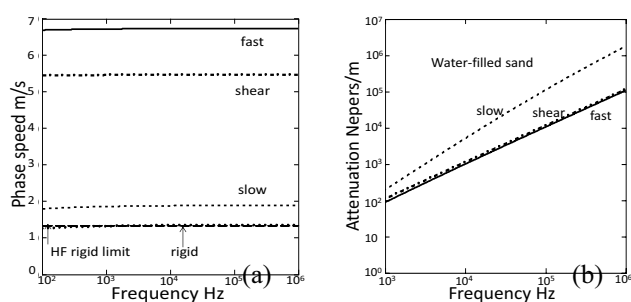 7
6
5
4
3
2
1
0
Phase speed m/s
fast
shear
slow
HF rigid limit
rigid
10²
10³
10⁴
10⁵
10⁶
Frequency Hz
(a)
10⁷
10⁶
10⁵
10⁴
10²
10²
10¹
10⁰
Attenuation Nepers/m
Water-filled sand
slow
shear
fast
10³
10⁴
10⁵
10⁶
Frequency Hz
(b)